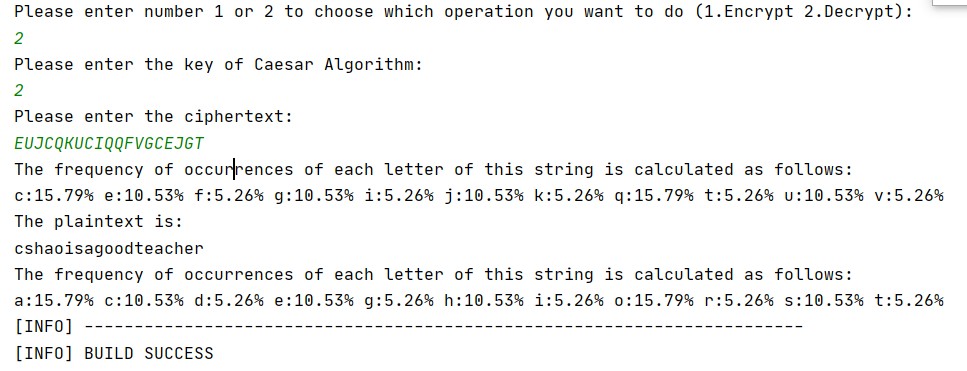 Please enter number 1 or 2 to choose which operation you want to do (1.Encrypt 2.Decrypt):
2
Please enter the key of Caesar Algorithm:
2
Please enter the ciphertext:
EUJCQKUCIQQFVGCEJGT
The frequency of occurrences of each letter of this string is calculated as follows:
c:15.79% e:10.53% f:5.26% g:10.53% i:5.26% j:10.53% k:5.26% q:15.79% t:5.26% u:10.53% v:5.26%
The plaintext is:
cshaoisagoodteacher
The frequency of occurrences of each letter of this string is calculated as follows:
a:15.79% c:10.53% d:5.26% e:10.53% g:5.26% h:10.53% i:5.26% o:15.79% r:5.26% s:10.53% t:5.26%
[INFO] ------------------------------------------------------------------------
[INFO] BUILD SUCCESS